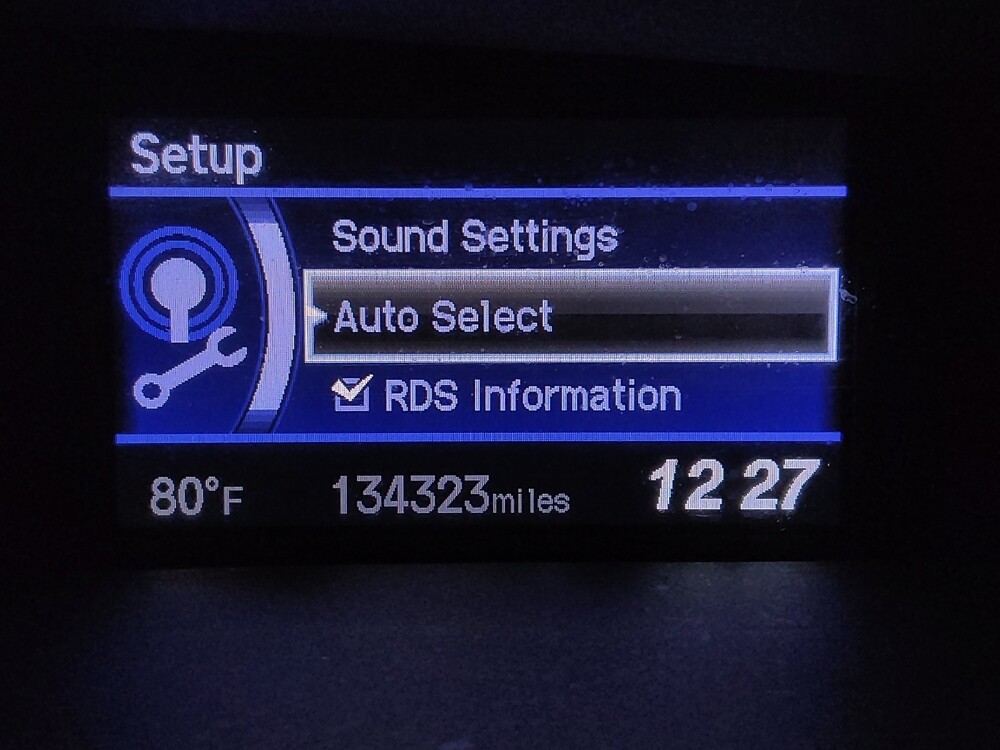 Setup
Sound Settings
Auto Select
RDS Information
80°F 134323miles 12 27